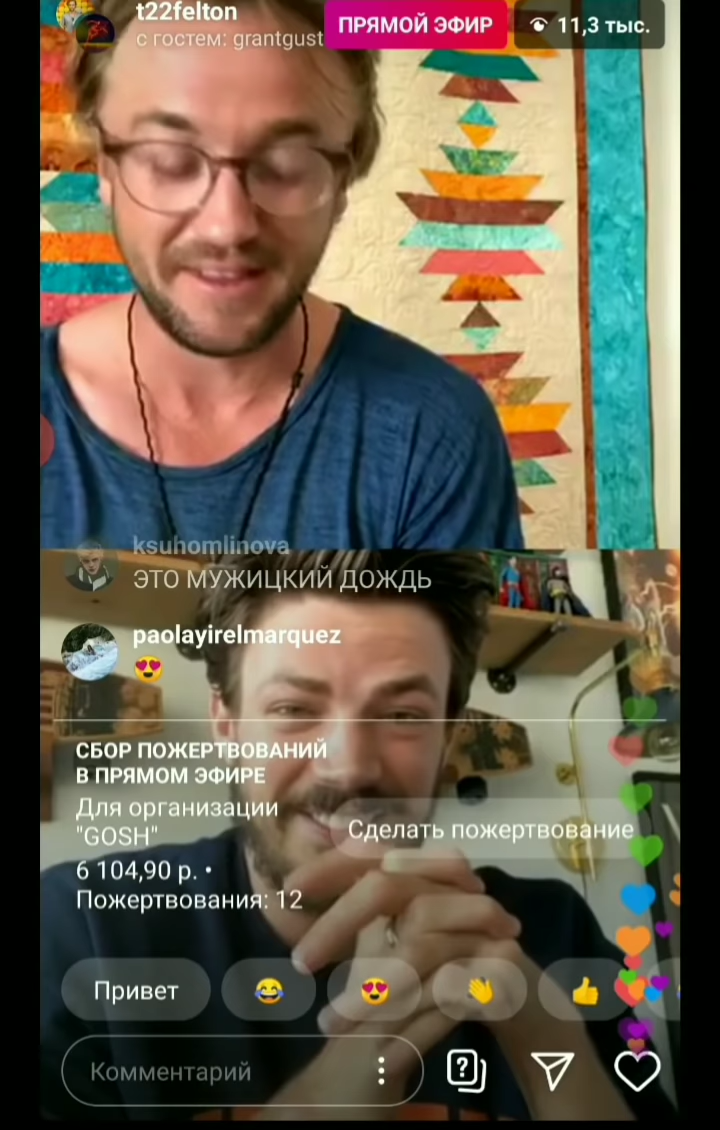 t22felton
с гостем: grantgust
ПРЯМОЙ ЭФИР
11,3 тыс.
ksuhomlinova
ЭТО МУЖИЦКИЙ ДОЖДЬ
paolayirelmarquez
😍
СБОР ПОЖЕРТВОВАНИЙ
В ПРЯМОМ ЭФИРЕ
Для организации
"GOSH"
Сделать пожертвование
6 104,90 р. •
Пожертвования: 12
Привет
😂 😍 👋 👍
Комментарий